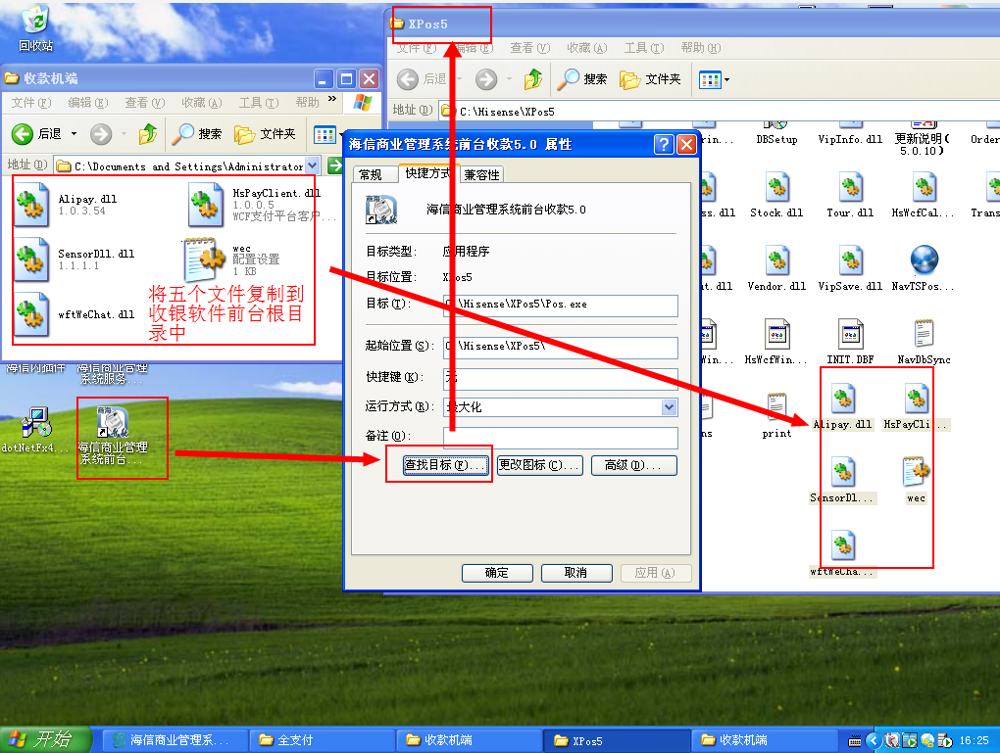 回收站
收款机端
文件(F) 编辑(E) 查看(V) 收藏(A) 工具(T) 帮助 »
后退 搜索 文件夹
地址(D) C:\Documents and Settings\Administrator
Alipay.dll
1.0.3.54
HsPayClient.dll
1.0.0.5
WCF支付平台客户...
SensorDll.dll
1.1.1.1
wec
配置设置
1 KB
wftWeChat.dll
将五个文件复制到
收银软件前台根目
录中
海信商业管理
系统服务...
dotNetFx4...
海信商业管理
系统前台...
XPos5
文件(F) 编辑(E) 查看(V) 收藏(A) 工具(T) 帮助(H)
后退 搜索 文件夹
地址(D) C:\Hisense\XPos5
DBSetup
VipInfo.dll
更新说明(
5.0.10)
Order
Stock.dll
Tour.dll
HsWcfCal...
Trans
Vendor.dll
VipSave.dll
NavTSPos...
HsWcfWin...
INIT.DBF
NavDbSync
print
Alipay.dll
HsPayCli...
SensorDl...
wec
wftWeCha...
海信商业管理系统前台收款5.0 属性
常规 快捷方式 兼容性
海信商业管理系统前台收款5.0
目标类型: 应用程序
目标位置: XPos5
目标(T): C:\Hisense\XPos5\Pos.exe
起始位置(S): C:\Hisense\XPos5\
快捷键(K): 无
运行方式(R): 最大化
备注(O):
查找目标(F)... 更改图标(C)... 高级(D)...
确定 取消 应用(A)
开始 海信商业管理系... 全支付 收款机端 XPos5 收款机端 16:25